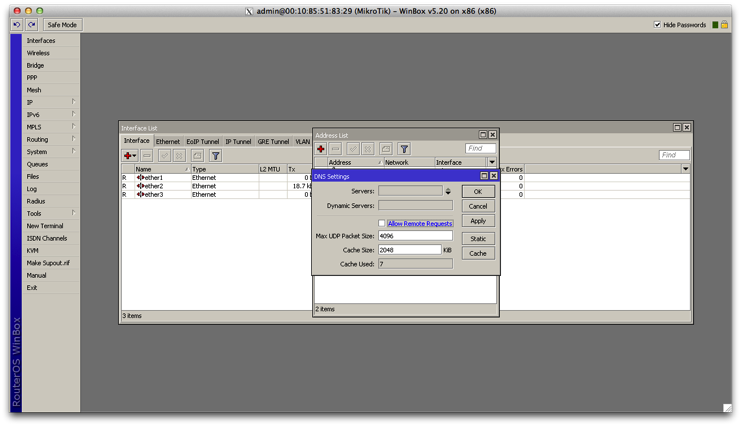 admin@00:10:B5:51:83:29 (MikroTik) – WinBox v5.20 on x86 (x86)
Safe Mode
Hide Passwords
Interfaces
Wireless
Bridge
PPP
Mesh
IP
IPv6
MPLS
Routing
System
Queues
Files
Log
Radius
Tools
New Terminal
ISDN Channels
KVM
Make Supout.rif
Manual
Exit
RouterOS WinBox
Interface List
Interface Ethernet EoIP Tunnel IP Tunnel GRE Tunnel VLAN
Find
Name Type L2 MTU Tx
x Errors
R ether1 Ethernet 0 0
R ether2 Ethernet 18.7 k 0
R ether3 Ethernet 0 0
3 items
Address List
Find
Address Network Interface
2 items
DNS Settings
Servers:
Dynamic Servers:
Allow Remote Requests
Max UDP Packet Size: 4096
Cache Size: 2048 KiB
Cache Used: 7
OK
Cancel
Apply
Static
Cache